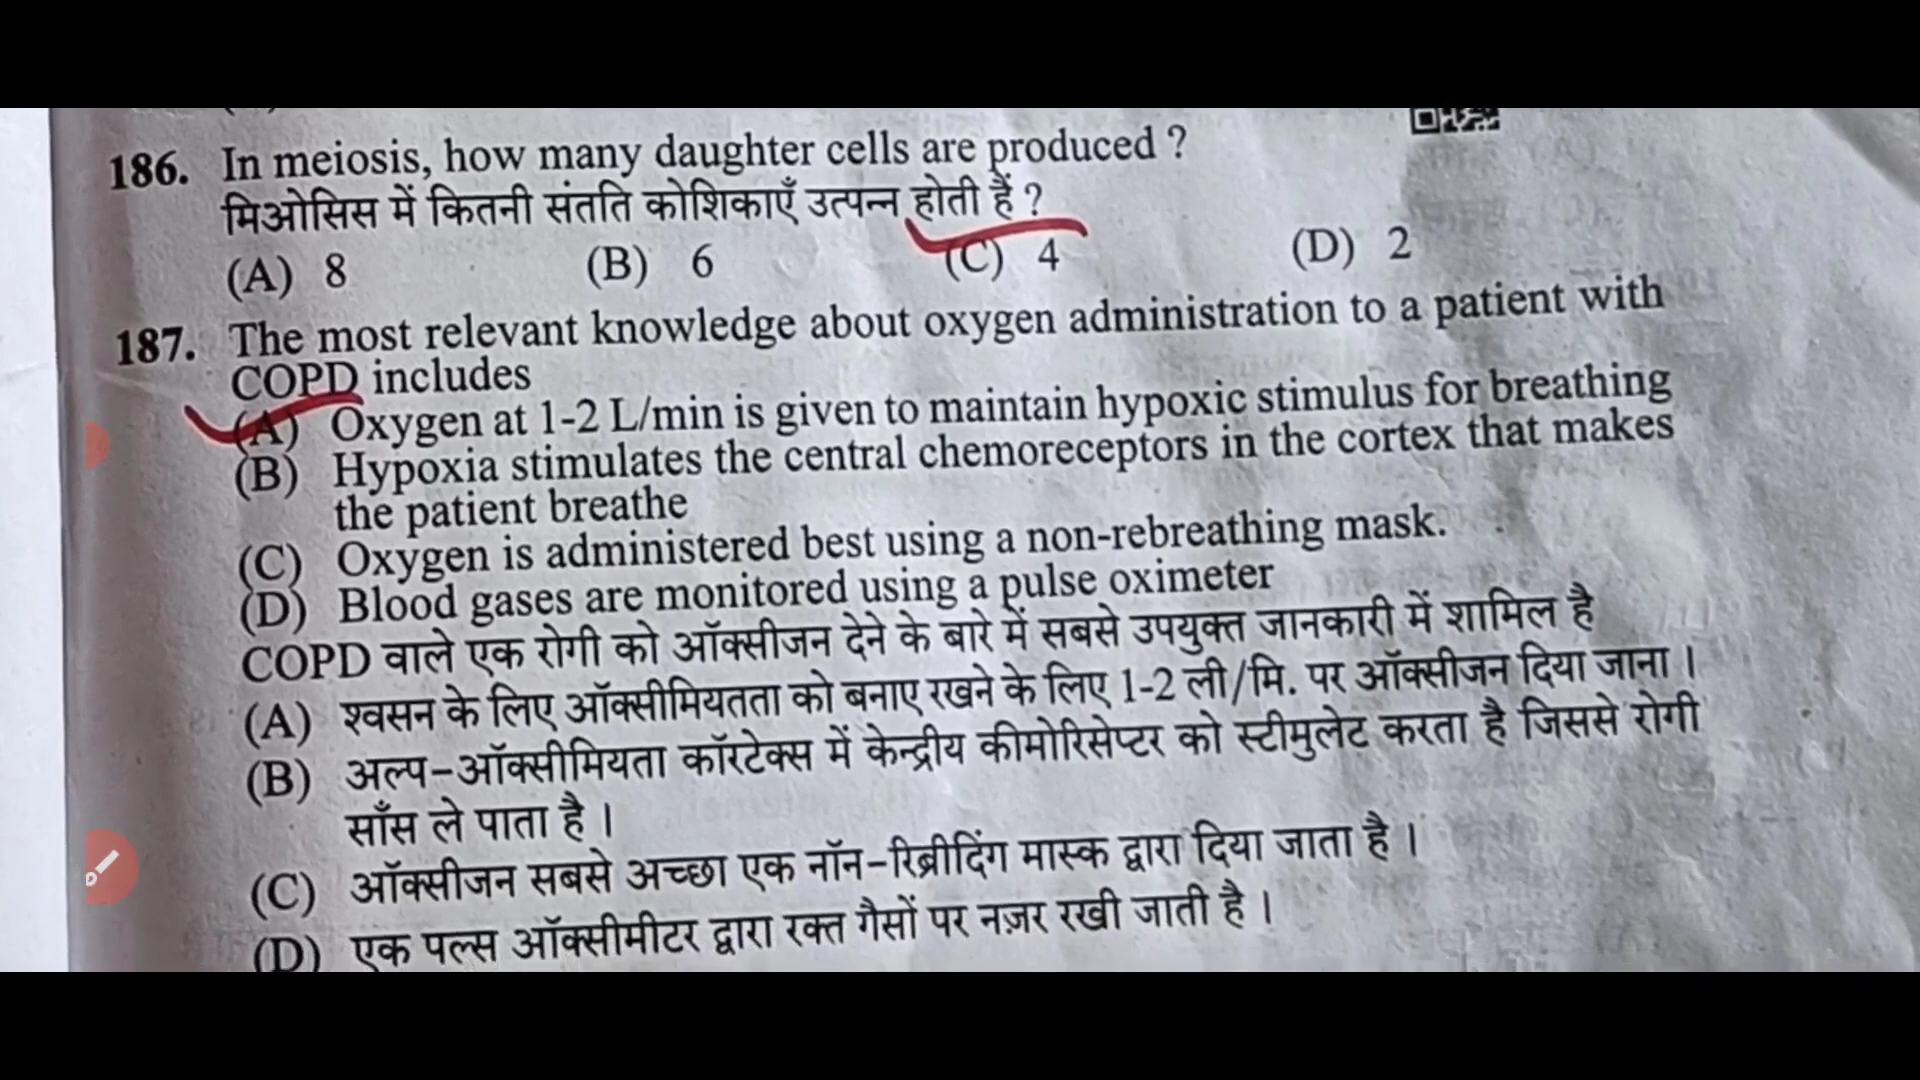 186. In meiosis, how many daughter cells are produced ?
मिओसिस में कितनी संतति कोशिकाएँ उत्पन्न होती हैं ?
(A) 8 (B) 6 (C) 4 (D) 2
187. The most relevant knowledge about oxygen administration to a patient with
COPD includes
(A) Oxygen at 1-2 L/min is given to maintain hypoxic stimulus for breathing
(B) Hypoxia stimulates the central chemoreceptors in the cortex that makes
the patient breathe
(C) Oxygen is administered best using a non-rebreathing mask.
(D) Blood gases are monitored using a pulse oximeter
COPD वाले एक रोगी को ऑक्सीजन देने के बारे में सबसे उपयुक्त जानकारी में शामिल है
(A) श्वसन के लिए ऑक्सीमियतता को बनाए रखने के लिए 1-2 ली/मि. पर ऑक्सीजन दिया जाना ।
(B) अल्प-ऑक्सीमियता कॉरटेक्स में केन्द्रीय कीमोरिसेप्टर को स्टीमुलेट करता है जिससे रोगी
साँस ले पाता है ।
(C) ऑक्सीजन सबसे अच्छा एक नॉन-रिब्रीदिंग मास्क द्वारा दिया जाता है ।
(D) एक पल्स ऑक्सीमीटर द्वारा रक्त गैसों पर नज़र रखी जाती है ।